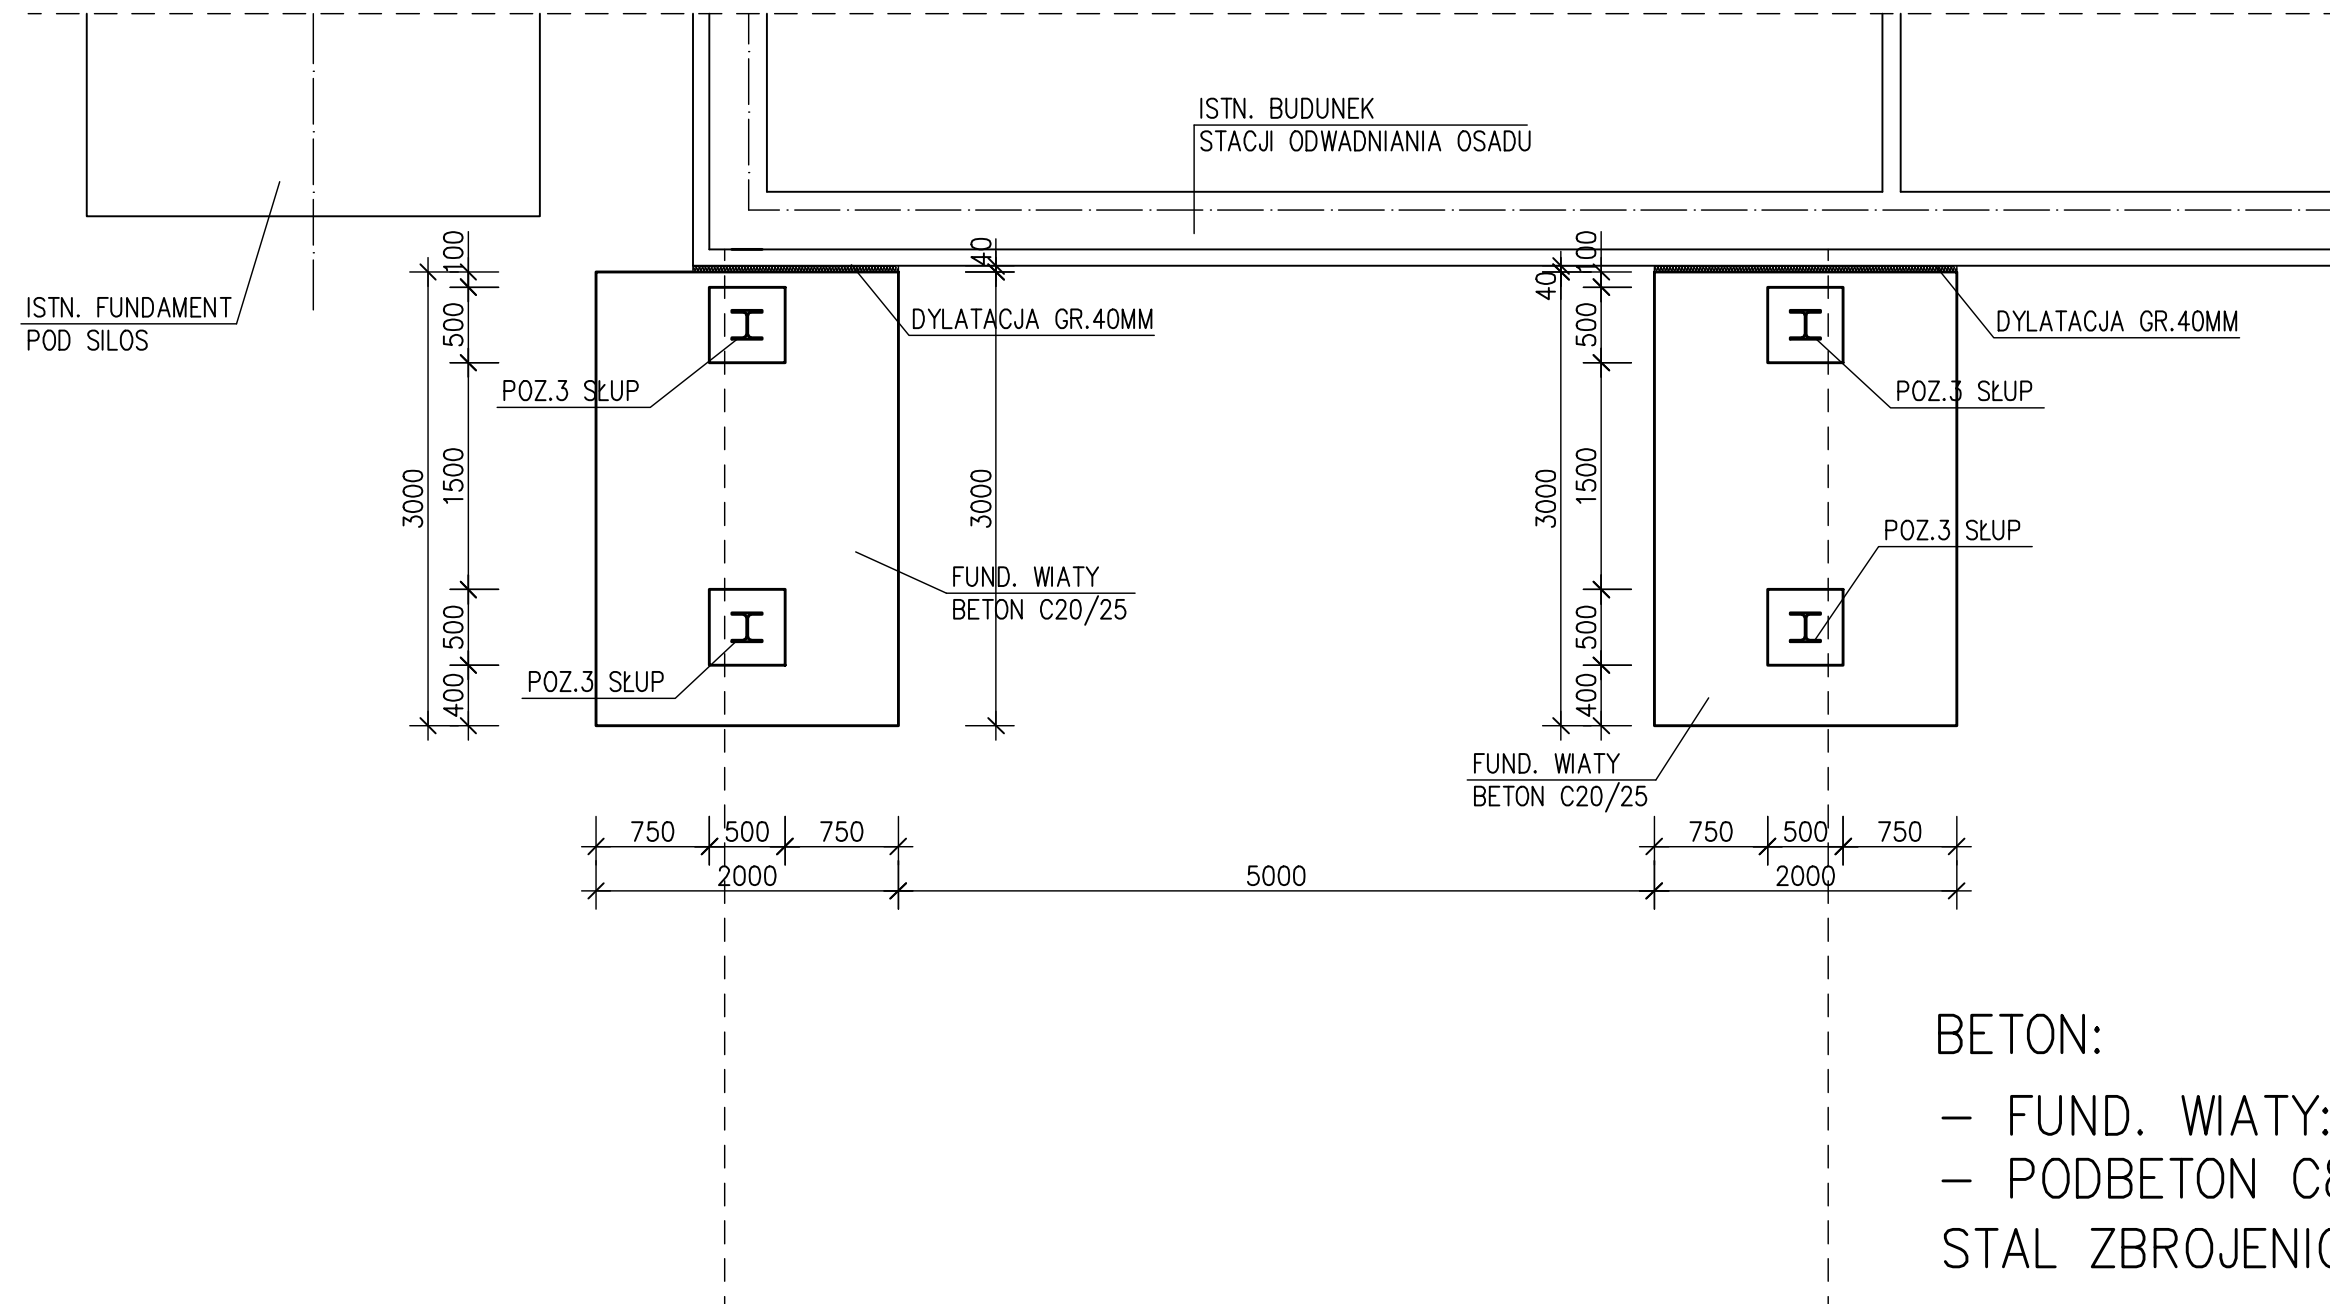 ISTN. BUDUNEK
STACJI ODWADNIANIA OSADU
ISTN. FUNDAMENT
POD SILOS
100
500
1500
500
400
3000
40
3000
DYLATACJA GR.40MM
POZ.3 SŁUP
POZ.3 SŁUP
FUND. WIATY
BETON C20/25
40
3000
100
500
1500
500
400
DYLATACJA GR.40MM
POZ.3 SŁUP
POZ.3 SŁUP
FUND. WIATY
BETON C20/25
750 500 750
750 500 750
2000 5000 2000
BETON:
- FUND. WIATY:
- PODBETON
STAL